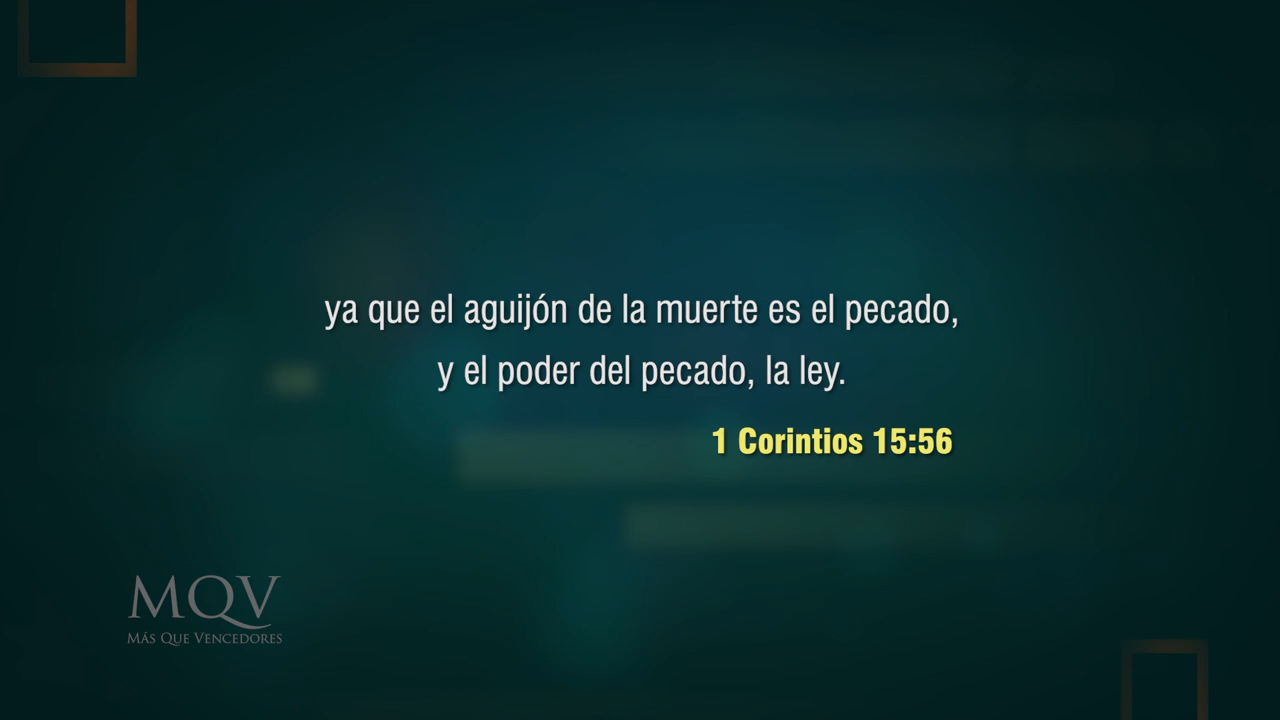 ya que el aguijón de la muerte es el pecado,
y el poder del pecado, la ley.
1 Corintios 15:56
MQV
MÁS QUE VENCEDORES